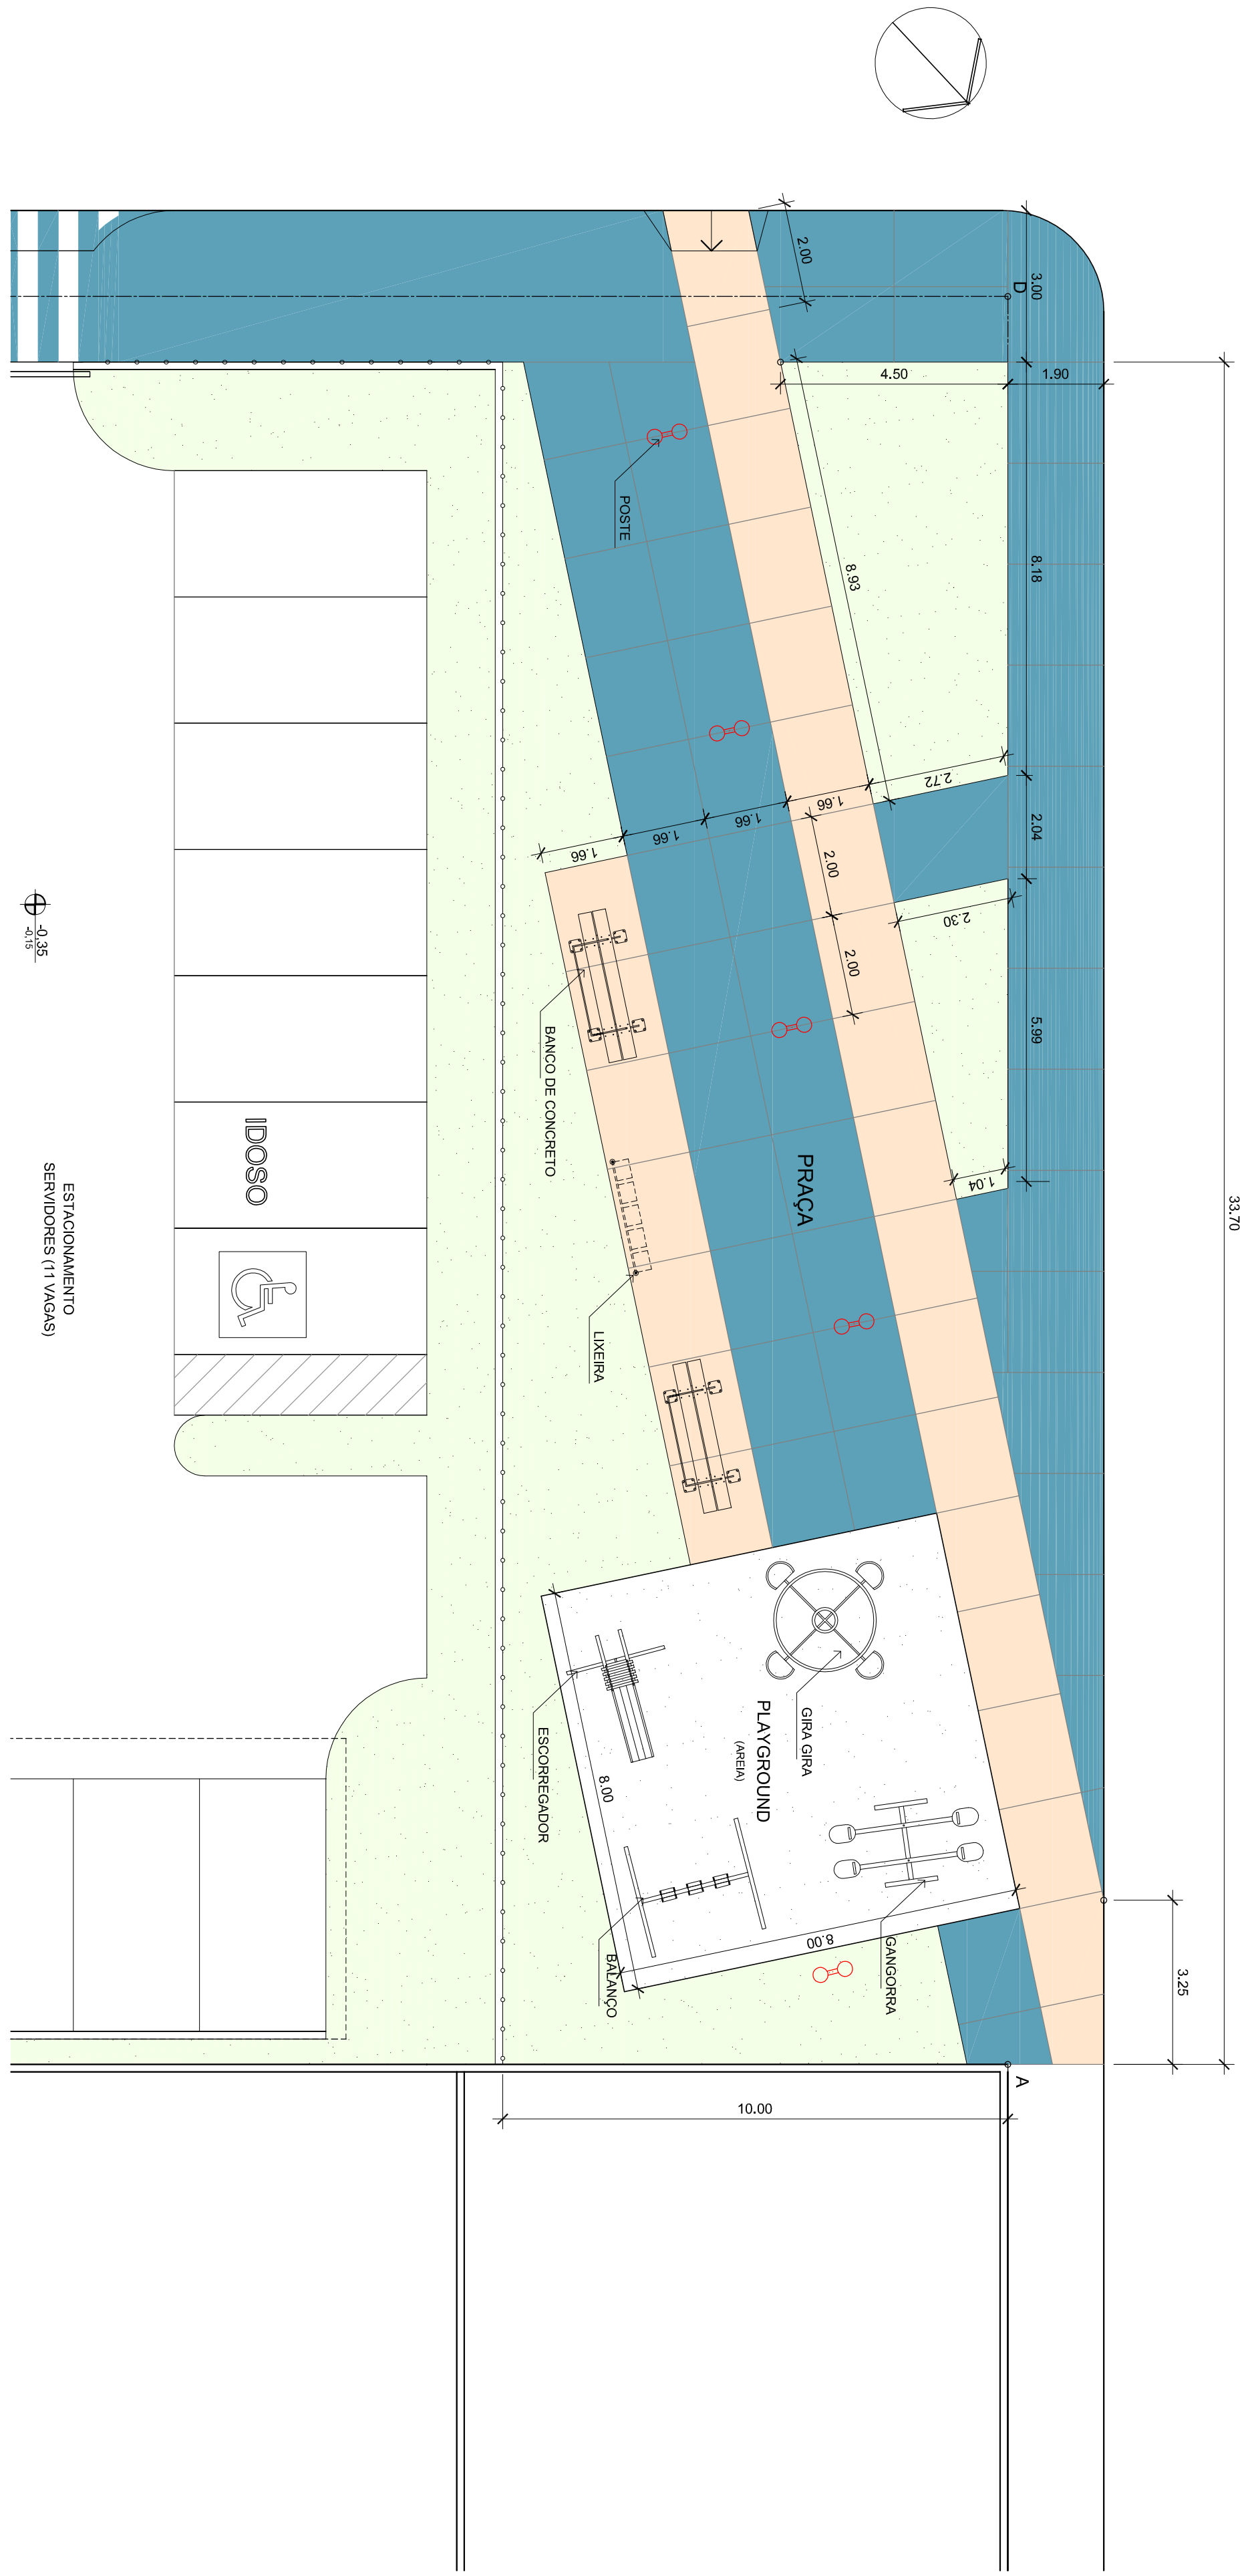 2.00
3.00
D
4.50
1.90
33.70
POSTE
8.93
8.18
2.72
1.66
1.66
1.66
1.66
2.04
2.00
2.30
2.00
5.99
-0,35
-0,15
BANCO DE CONCRETO
IDOSO
PRAÇA
1.04
ESTACIONAMENTO
SERVIDORES (11 VAGAS)
LIXEIRA
GIRA GIRA
PLAYGROUND
(AREIA)
ESCORREGADOR
8.00
8.00
GANGORRA
BALANÇO
3.25
A
10.00